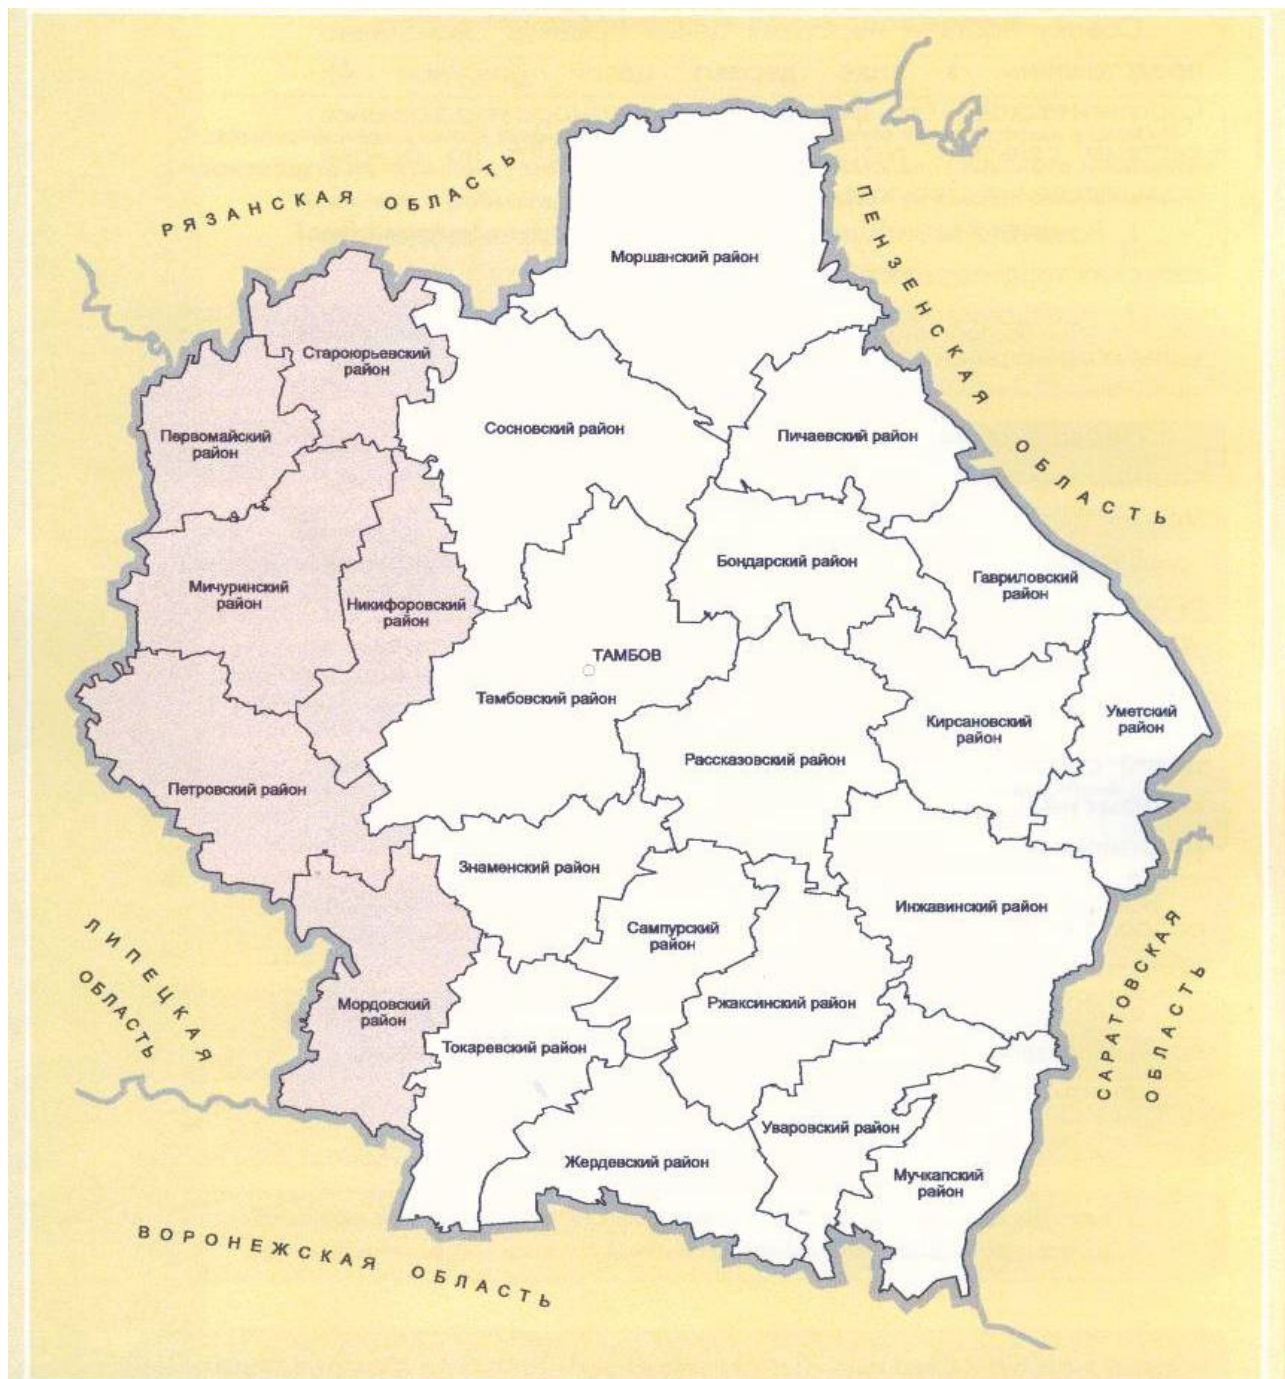 РЯЗАНСКАЯ ОБЛАСТЬ
ПЕНЗЕНСКАЯ ОБЛАСТЬ
Моршанский район
Староюрьевский
район
Первомайский
район
Сосновский район
Пичаевский район
Мичуринский
район
Никифоровский
район
Бондарский район
Гавриловский
район
ТАМБОВ
Тамбовский район
Кирсановский
район
Уметский
район
Рассказовский район
Петровский район
Знаменский район
Инжавинский район
Сампурский
район
ЛИПЕЦКАЯ
ОБЛАСТЬ
Мордовский
район
Ржаксинский район
САРАТОВСКАЯ
ОБЛАСТЬ
Токаревский район
Уваровский район
Жердевский район
Мучкапский
район
ВОРОНЕЖСКАЯ ОБЛАСТЬ